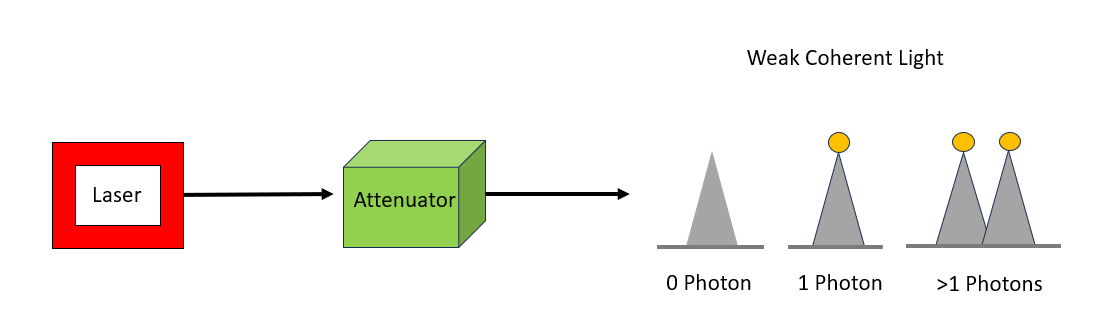 Weak Coherent Light
Laser
Attenuator
0 Photon
1 Photon
>1 Photons